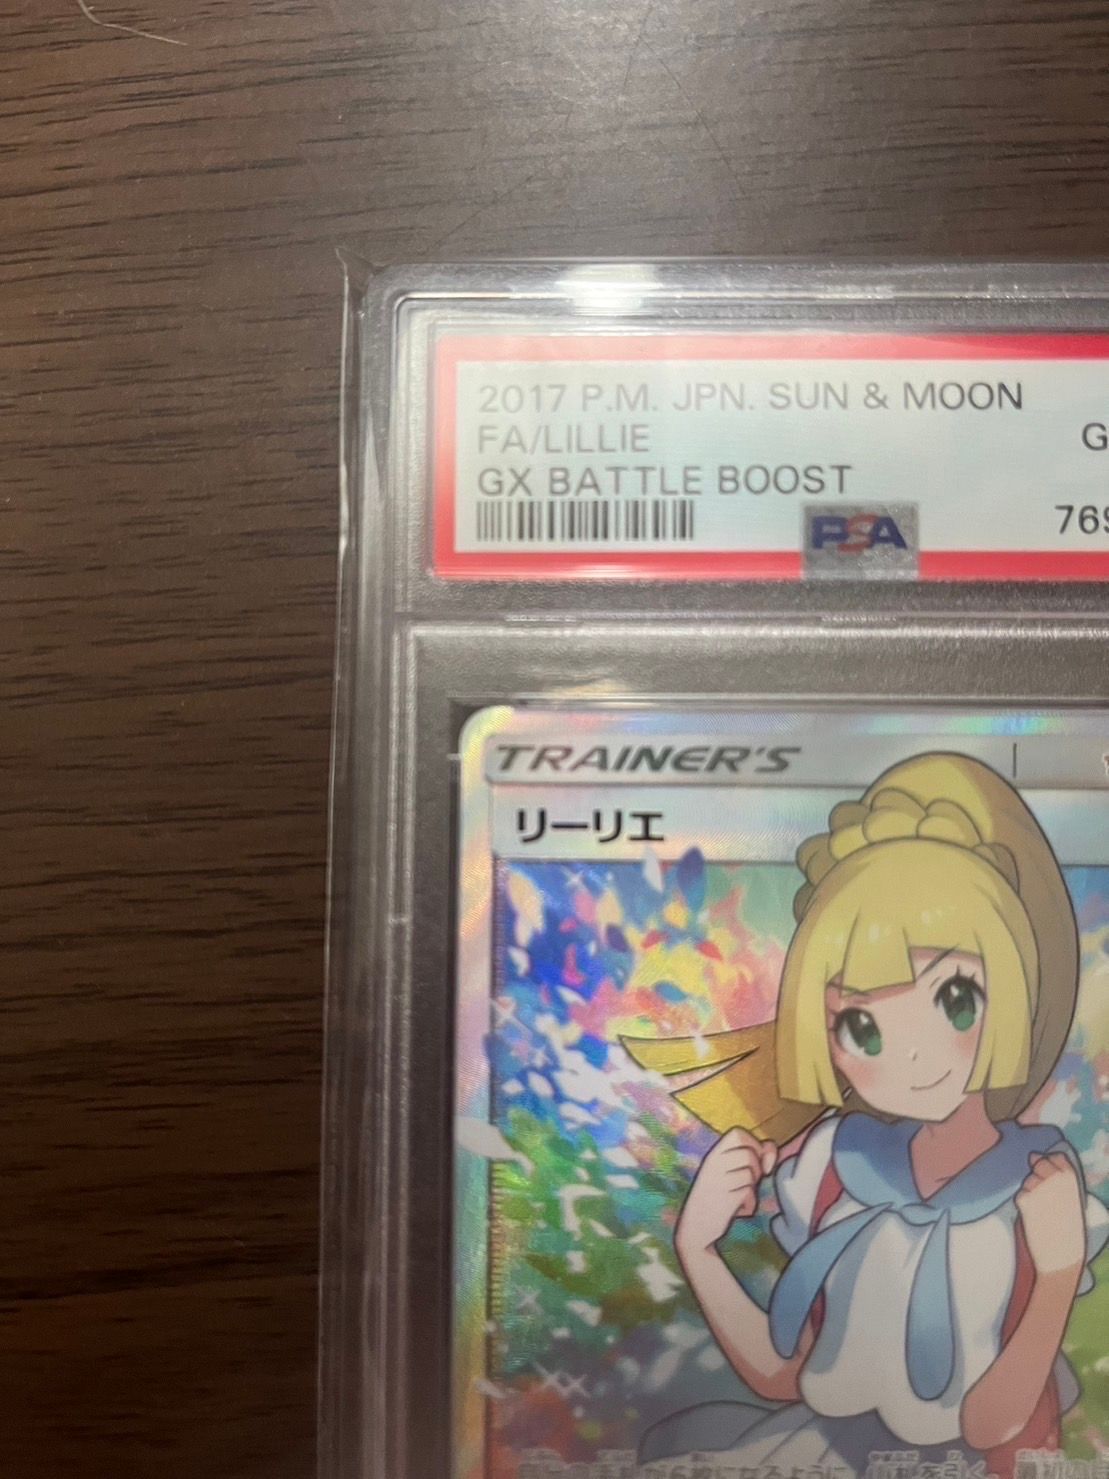 2017 P.M. JPN. SUN & MOON
FA/LILLIE
GX BATTLE BOOST
PSA
TRAINER'S
リーリエ